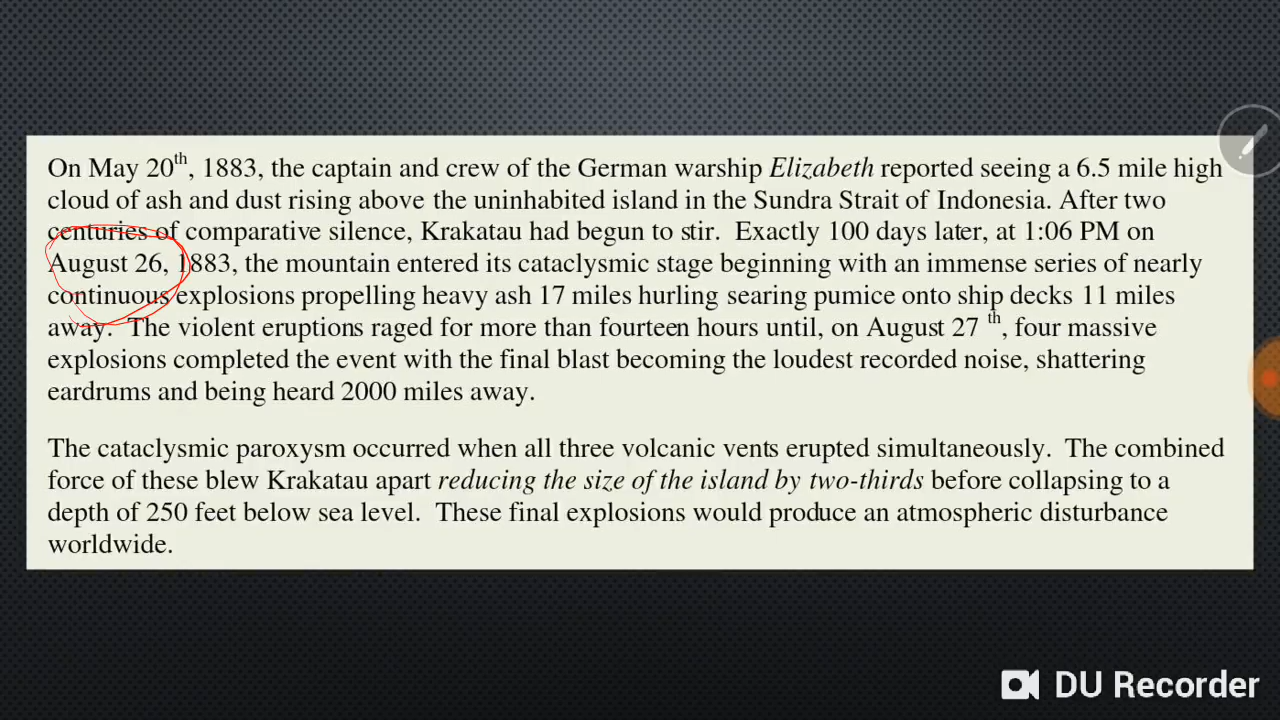 On May 20th, 1883, the captain and crew of the German warship Elizabeth reported seeing a 6.5 mile high
cloud of ash and dust rising above the uninhabited island in the Sundra Strait of Indonesia. After two
centuries of comparative silence, Krakatau had begun to stir. Exactly 100 days later, at 1:06 PM on
August 26, 1883, the mountain entered its cataclysmic stage beginning with an immense series of nearly
continuous explosions propelling heavy ash 17 miles hurling searing pumice onto ship decks 11 miles
away. The violent eruptions raged for more than fourteen hours until, on August 27 th, four massive
explosions completed the event with the final blast becoming the loudest recorded noise, shattering
eardrums and being heard 2000 miles away.
The cataclysmic paroxysm occurred when all three volcanic vents erupted simultaneously. The combined
force of these blew Krakatau apart reducing the size of the island by two-thirds before collapsing to a
depth of 250 feet below sea level. These final explosions would produce an atmospheric disturbance
worldwide.
DU Recorder